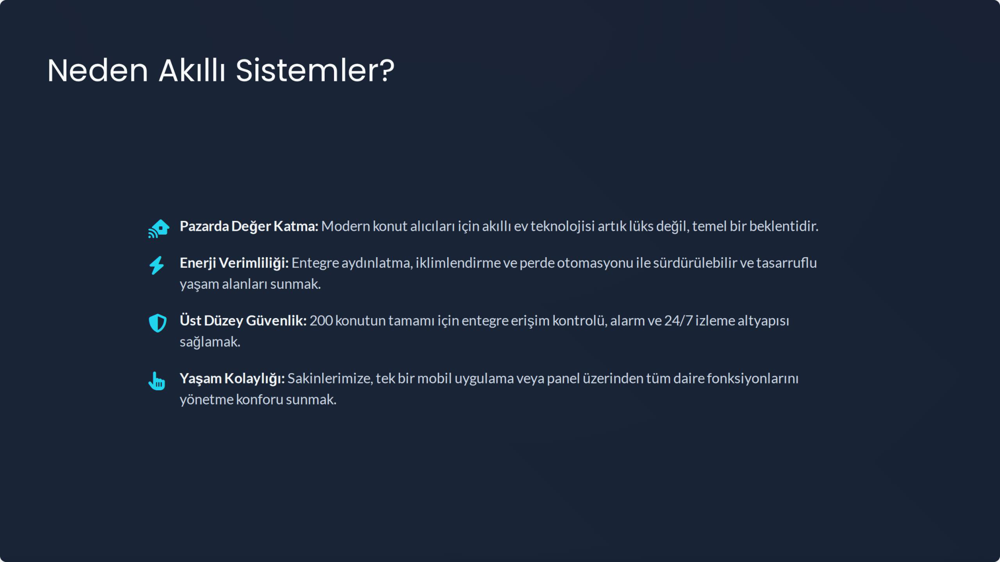 Neden Akıllı Sistemler?
Pazarda Değer Katma: Modern konut alıcıları için akıllı ev teknolojisi artık lüks değil, temel bir beklentidir.
Enerji Verimliliği: Entegre aydınlatma, iklimlendirme ve perde otomasyonu ile sürdürülebilir ve tasarruflu
yaşam alanları sunmak.
Üst Düzey Güvenlik: 200 konutun tamamı için entegre erişim kontrolü, alarm ve 24/7 izleme altyapısı
sağlamak.
Yaşam Kolaylığı: Sakinlerimize, tek bir mobil uygulama veya panel üzerinden tüm daire fonksiyonlarını
yönetme konforu sunmak.